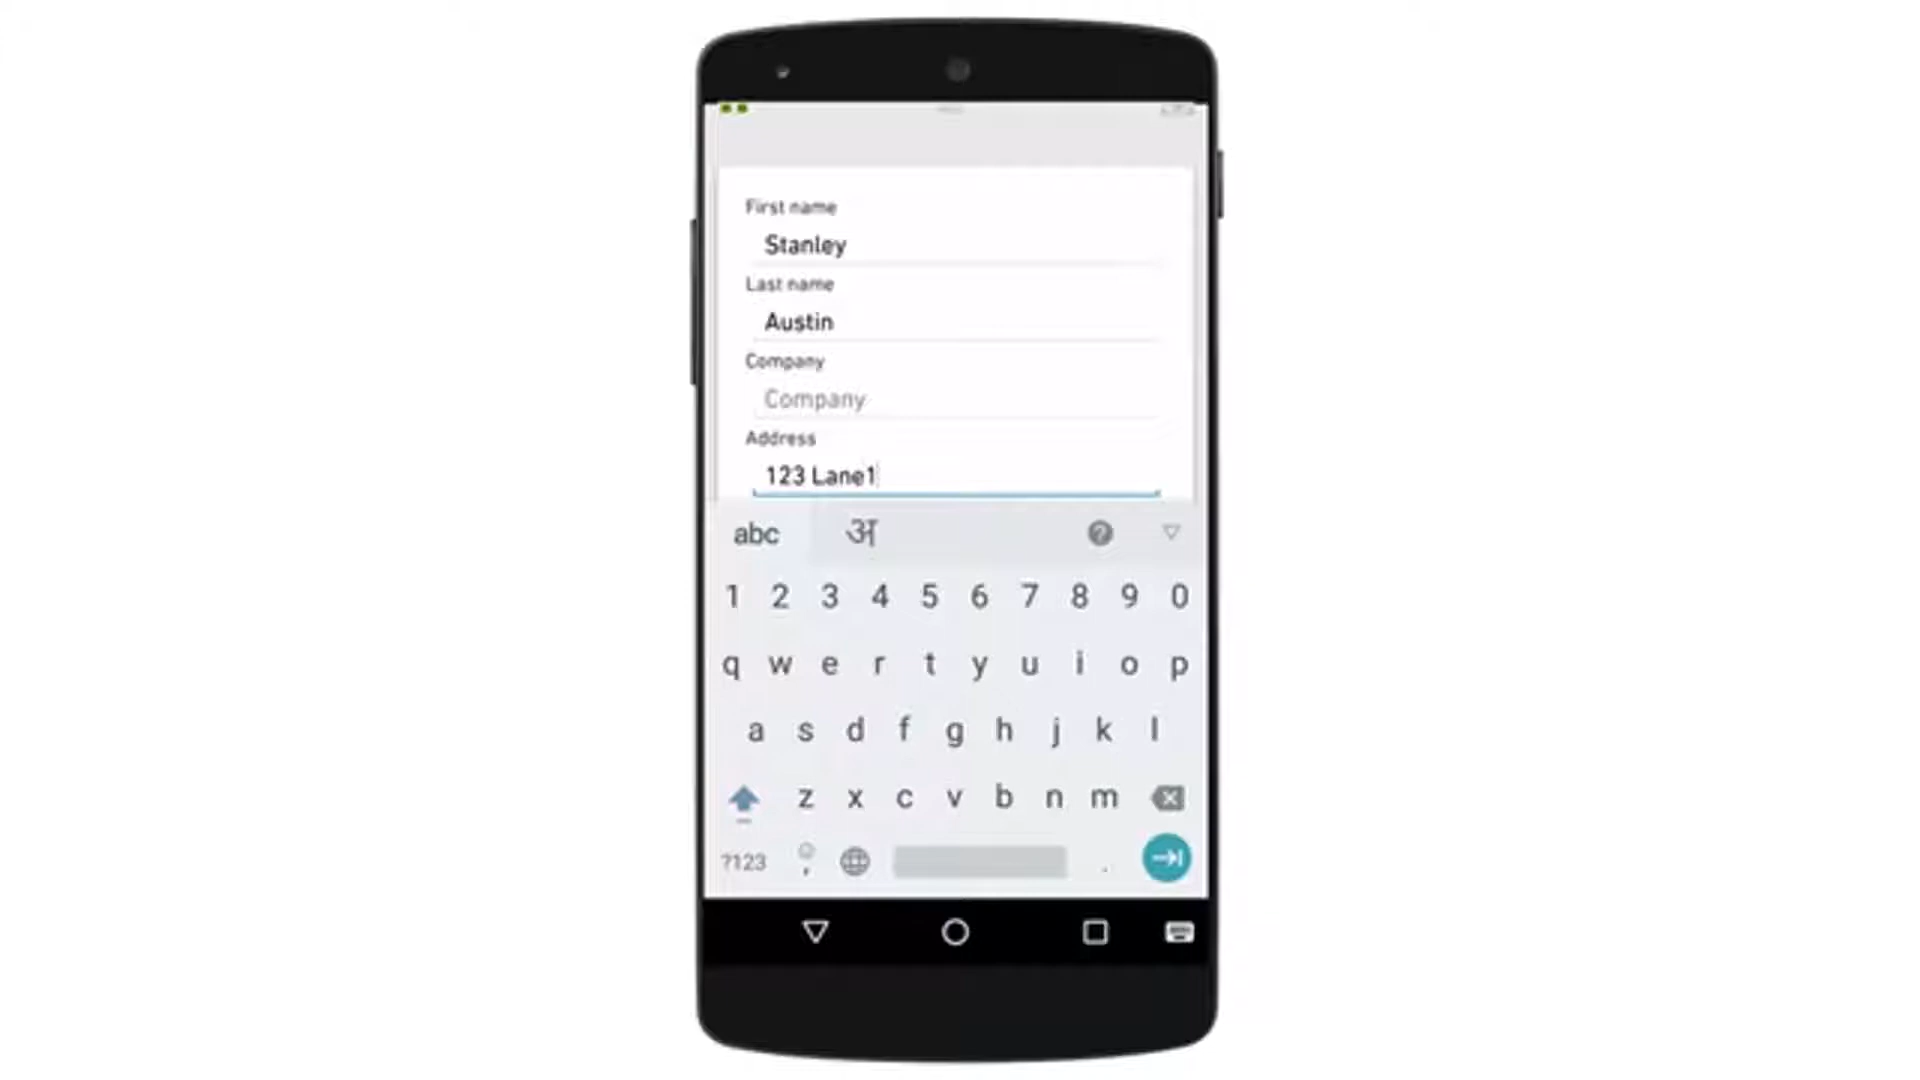 First name
Stanley
Last name
Austin
Company
Company
Address
123 Lane1
abc अ
1 2 3 4 5 6 7 8 9 0
q w e r t y u i o p
a s d f g h j k l
z x c v b n m
?123 , .